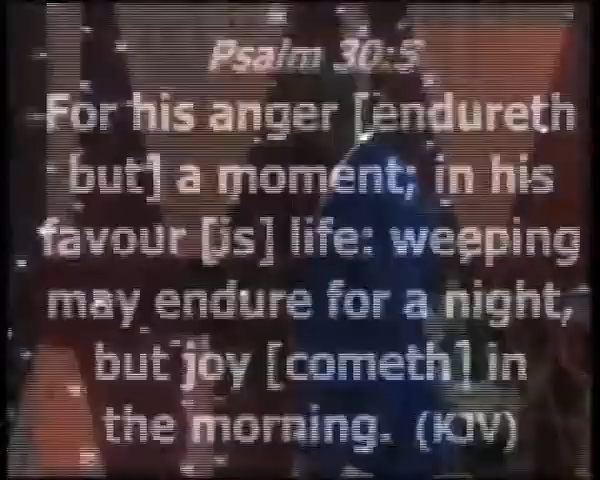 Psalm 30:5
For his anger [endureth
but] a moment; in his
favour [is] life: weeping
may endure for a night,
but joy [cometh] in
the morning. (KJV)